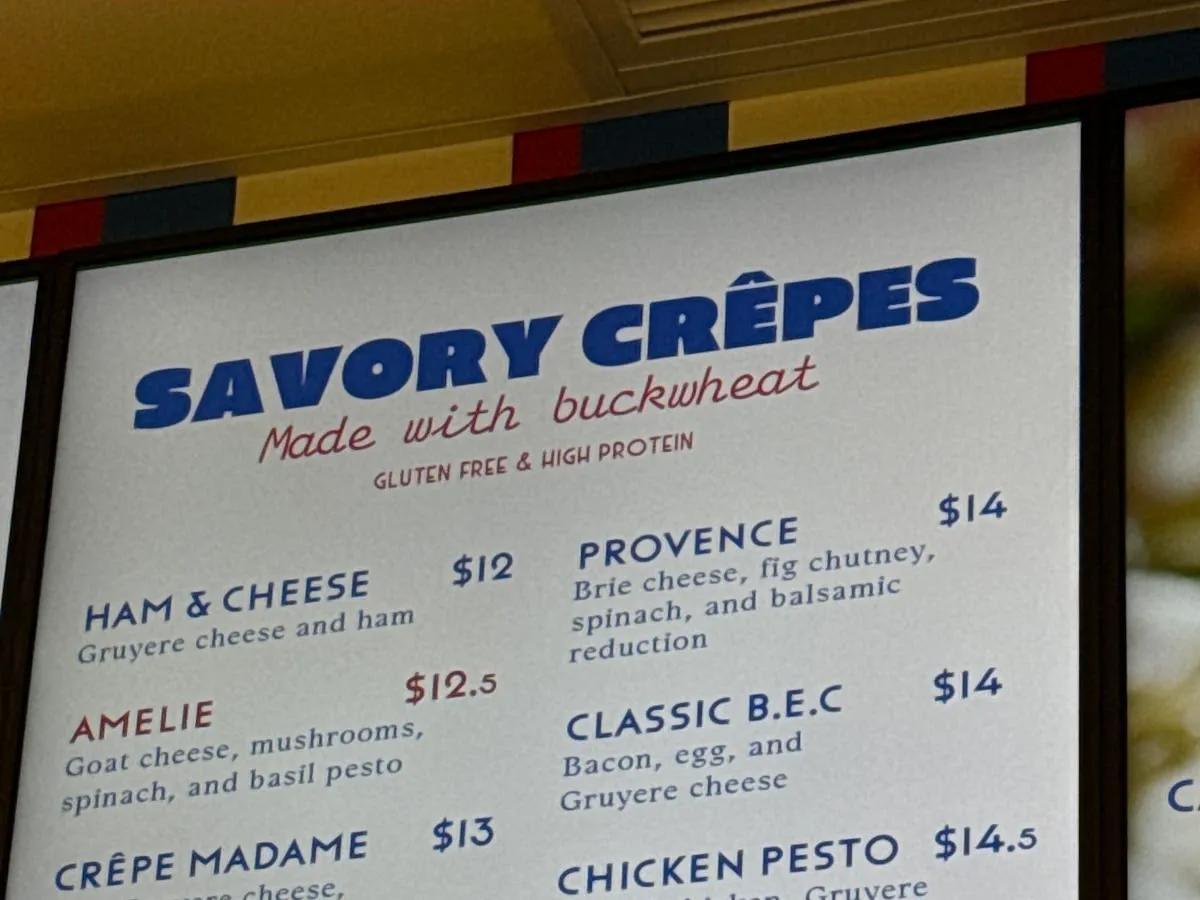 SAVORY CRÊPES
Made with buckwheat
GLUTEN FREE & HIGH PROTEIN
HAM & CHEESE $12
Gruyere cheese and ham
AMELIE $12.5
Goat cheese, mushrooms,
spinach, and basil pesto
CRÊPE MADAME $13
cheese,
PROVENCE $14
Brie cheese, fig chutney,
spinach, and balsamic
reduction
CLASSIC B.E.C $14
Bacon, egg, and
Gruyere cheese
CHICKEN PESTO $14.5
Gruyere